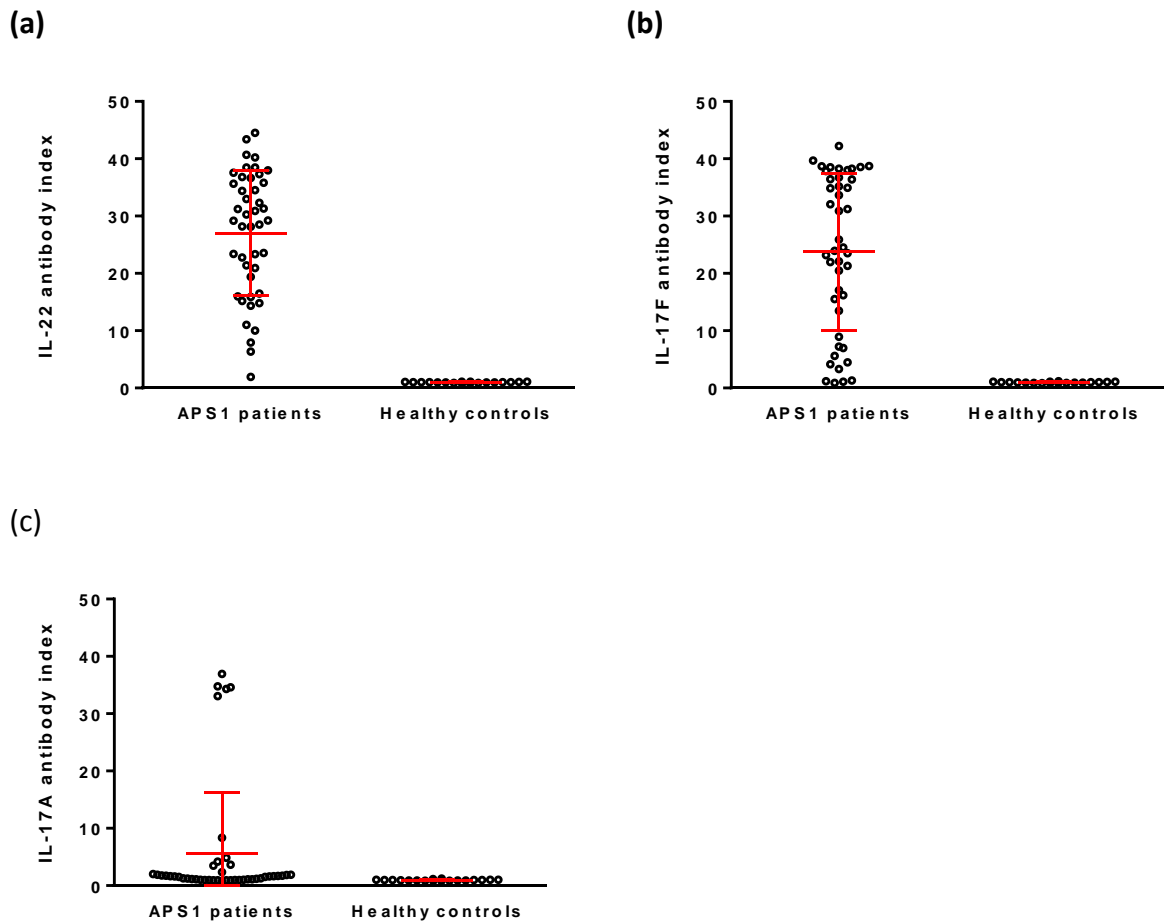 (a)
IL-22 antibody index
50
40
30
20
10
0
APS1 patients
Healthy controls
(b)
IL-17F antibody index
50
40
30
20
10
0
APS1 patients
Healthy controls
(c)
IL-17A antibody index
50
40
30
20
10
0
APS1 patients
Healthy controls